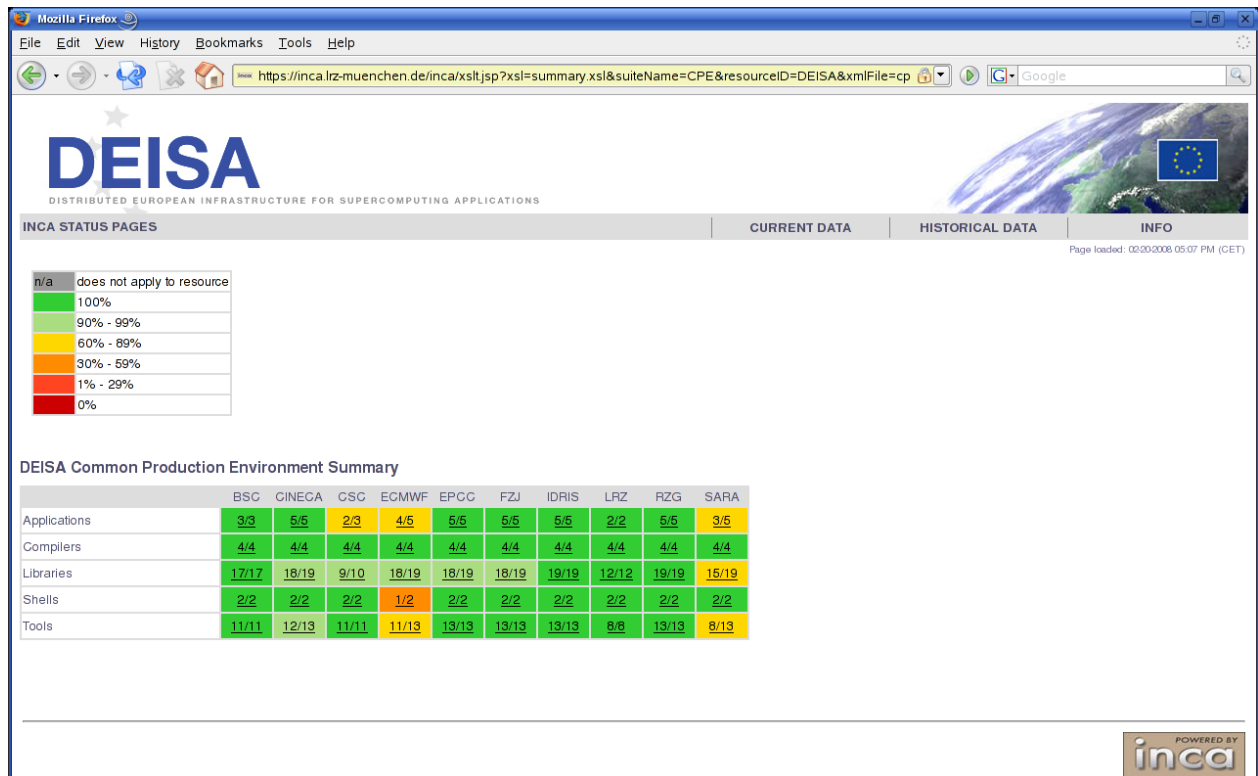 Mozilla Firefox
File Edit View History Bookmarks Tools Help
https://inca.lrz-muenchen.de/inca/xslt.jsp?xsl=summary.xsl&suiteName=CPE&resourceID=DEISA&xmlFile=cp G Google
DEISA
DISTRIBUTED EUROPEAN INFRASTRUCTURE FOR SUPERCOMPUTING APPLICATIONS
INCA STATUS PAGES CURRENT DATA HISTORICAL DATA INFO
Page loaded: 02-20-2008 05:07 PM (CET)
n/a does not apply to resource
100%
90% - 99%
60% - 89%
30% - 59%
1% - 29%
0%
DEISA Common Production Environment Summary
BSC CINECA CSC ECMWF EPCC FZJ IDRIS LRZ RZG SARA
Applications 3/3 5/5 2/3 4/5 5/5 5/5 5/5 2/2 5/5 3/5
Compilers 4/4 4/4 4/4 4/4 4/4 4/4 4/4 4/4 4/4 4/4
Libraries 17/17 18/19 9/10 18/19 18/19 18/19 19/19 12/12 19/19 15/19
Shells 2/2 2/2 2/2 1/2 2/2 2/2 2/2 2/2 2/2 2/2
Tools 11/11 12/13 11/11 11/13 13/13 13/13 13/13 8/8 13/13 8/13
POWERED BY
inca